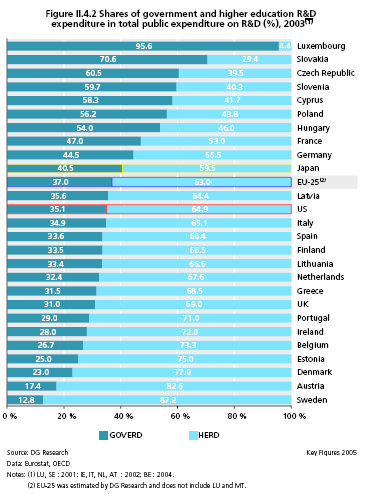 Figure II.4.2 Shares of government and higher education R&D
expenditure in total public expenditure on R&D (%), 2003(1)
95.6 4.4 Luxembourg
70.6 29.4 Slovakia
60.5 39.5 Czech Republic
59.7 40.3 Slovenia
58.3 41.7 Cyprus
56.2 43.8 Poland
54.0 46.0 Hungary
47.0 53.0 France
44.5 55.5 Germany
40.5 59.5 Japan
37.0 63.0 EU-25(2)
35.6 64.4 Latvia
35.1 64.9 US
34.9 65.1 Italy
33.6 66.4 Spain
33.5 66.5 Finland
33.4 66.6 Lithuania
32.4 67.6 Netherlands
31.5 68.5 Greece
31.0 69.0 UK
29.0 71.0 Portugal
28.0 72.0 Ireland
26.7 73.3 Belgium
25.0 75.0 Estonia
23.0 77.0 Denmark
17.4 82.6 Austria
12.8 87.2 Sweden
0 % 20 % 40 % 60 % 80 % 100 %
GOVERD HERD
Source: DG Research Key Figures 2005
Data: Eurostat, OECD
Notes: (1) LU, SE : 2001; IE, IT, NL, AT : 2002; BE : 2004.
(2) EU-25 was estimated by DG Research and does not include LU and MT.